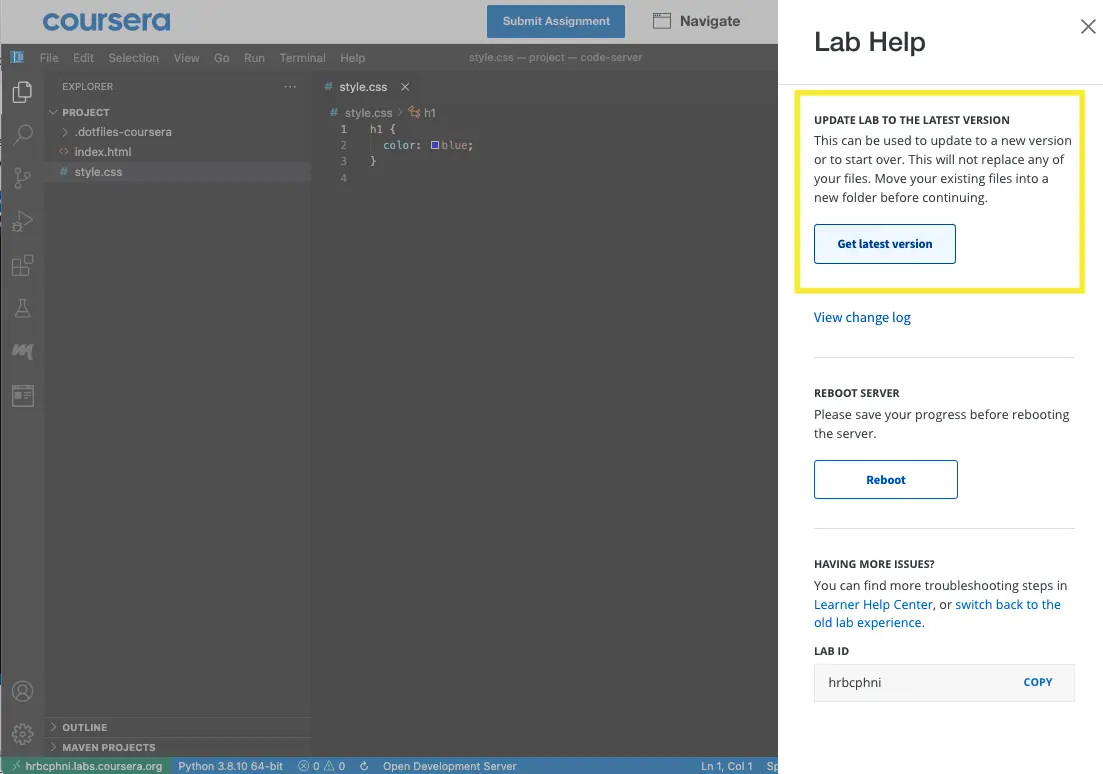 coursera
Submit Assignment
Navigate
File Edit Selection View Go Run Terminal Help
style.css — project — code-server
EXPLORER
PROJECT
.dotfiles-coursera
<> index.html
# style.css
OUTLINE
MAVEN PROJECTS
# style.css
# style.css > h1
1 h1 {
2 color: blue;
3 }
4
hrbcphni.labs.coursera.org Python 3.8.10 64-bit 0 0 Open Development Server Ln 1, Col 1 Sp
Lab Help
UPDATE LAB TO THE LATEST VERSION
This can be used to update to a new version
or to start over. This will not replace any of
your files. Move your existing files into a
new folder before continuing.
Get latest version
View change log
REBOOT SERVER
Please save your progress before rebooting
the server.
Reboot
HAVING MORE ISSUES?
You can find more troubleshooting steps in
Learner Help Center, or switch back to the
old lab experience.
LAB ID
hrbcphni COPY